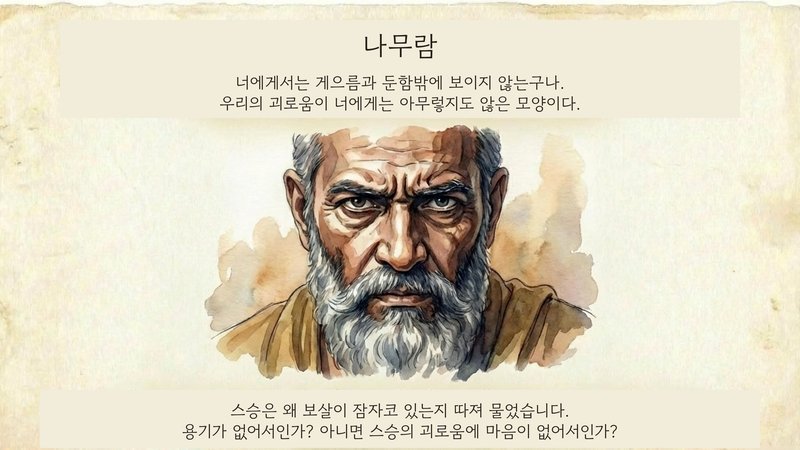 나무람
너에게서는 게으름과 둔함밖에 보이지 않는구나.
우리의 괴로움이 너에게는 아무렇지도 않은 모양이다.
스승은 왜 보살이 잠자코 있는지 따져 물었습니다.
용기가 없어서인가? 아니면 스승의 괴로움에 마음이 없어서인가?